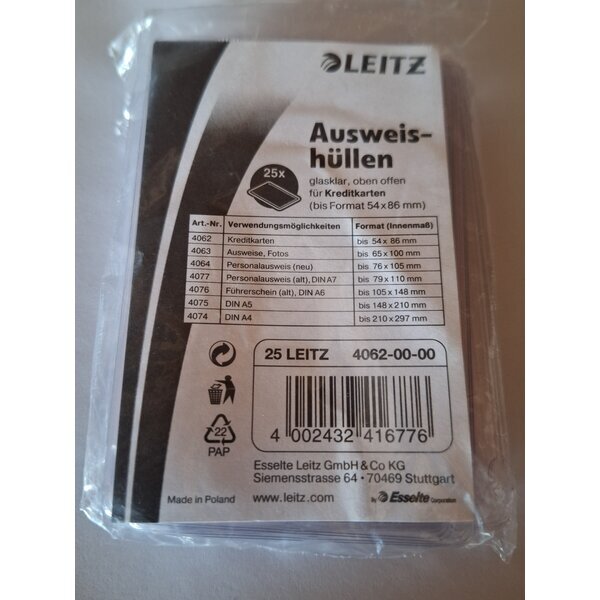 LEITZ
Ausweis-
hüllen
25x
glasklar, oben offen
für Kreditkarten
(bis Format 54 x 86 mm)
Art.-Nr. Verwendungsmöglichkeiten Format (Innenmaß)
4062 Kreditkarten bis 54 x 86 mm
4063 Ausweise, Fotos bis 65 x 100 mm
4064 Personalausweis (neu) bis 76 x 105 mm
4077 Personalausweis (alt), DIN A7 bis 79 x 110 mm
4076 Führerschein (alt), DIN A6 bis 105 x 148 mm
4075 DIN A5 bis 148 x 210 mm
4074 DIN A4 bis 210 x 297 mm
25 LEITZ 4062-00-00
4 002432 416776
22
PAP
Esselte Leitz GmbH & Co KG
Siemensstrasse 64 • 70469 Stuttgart
Made in Poland www.leitz.com By Esselte Corporation